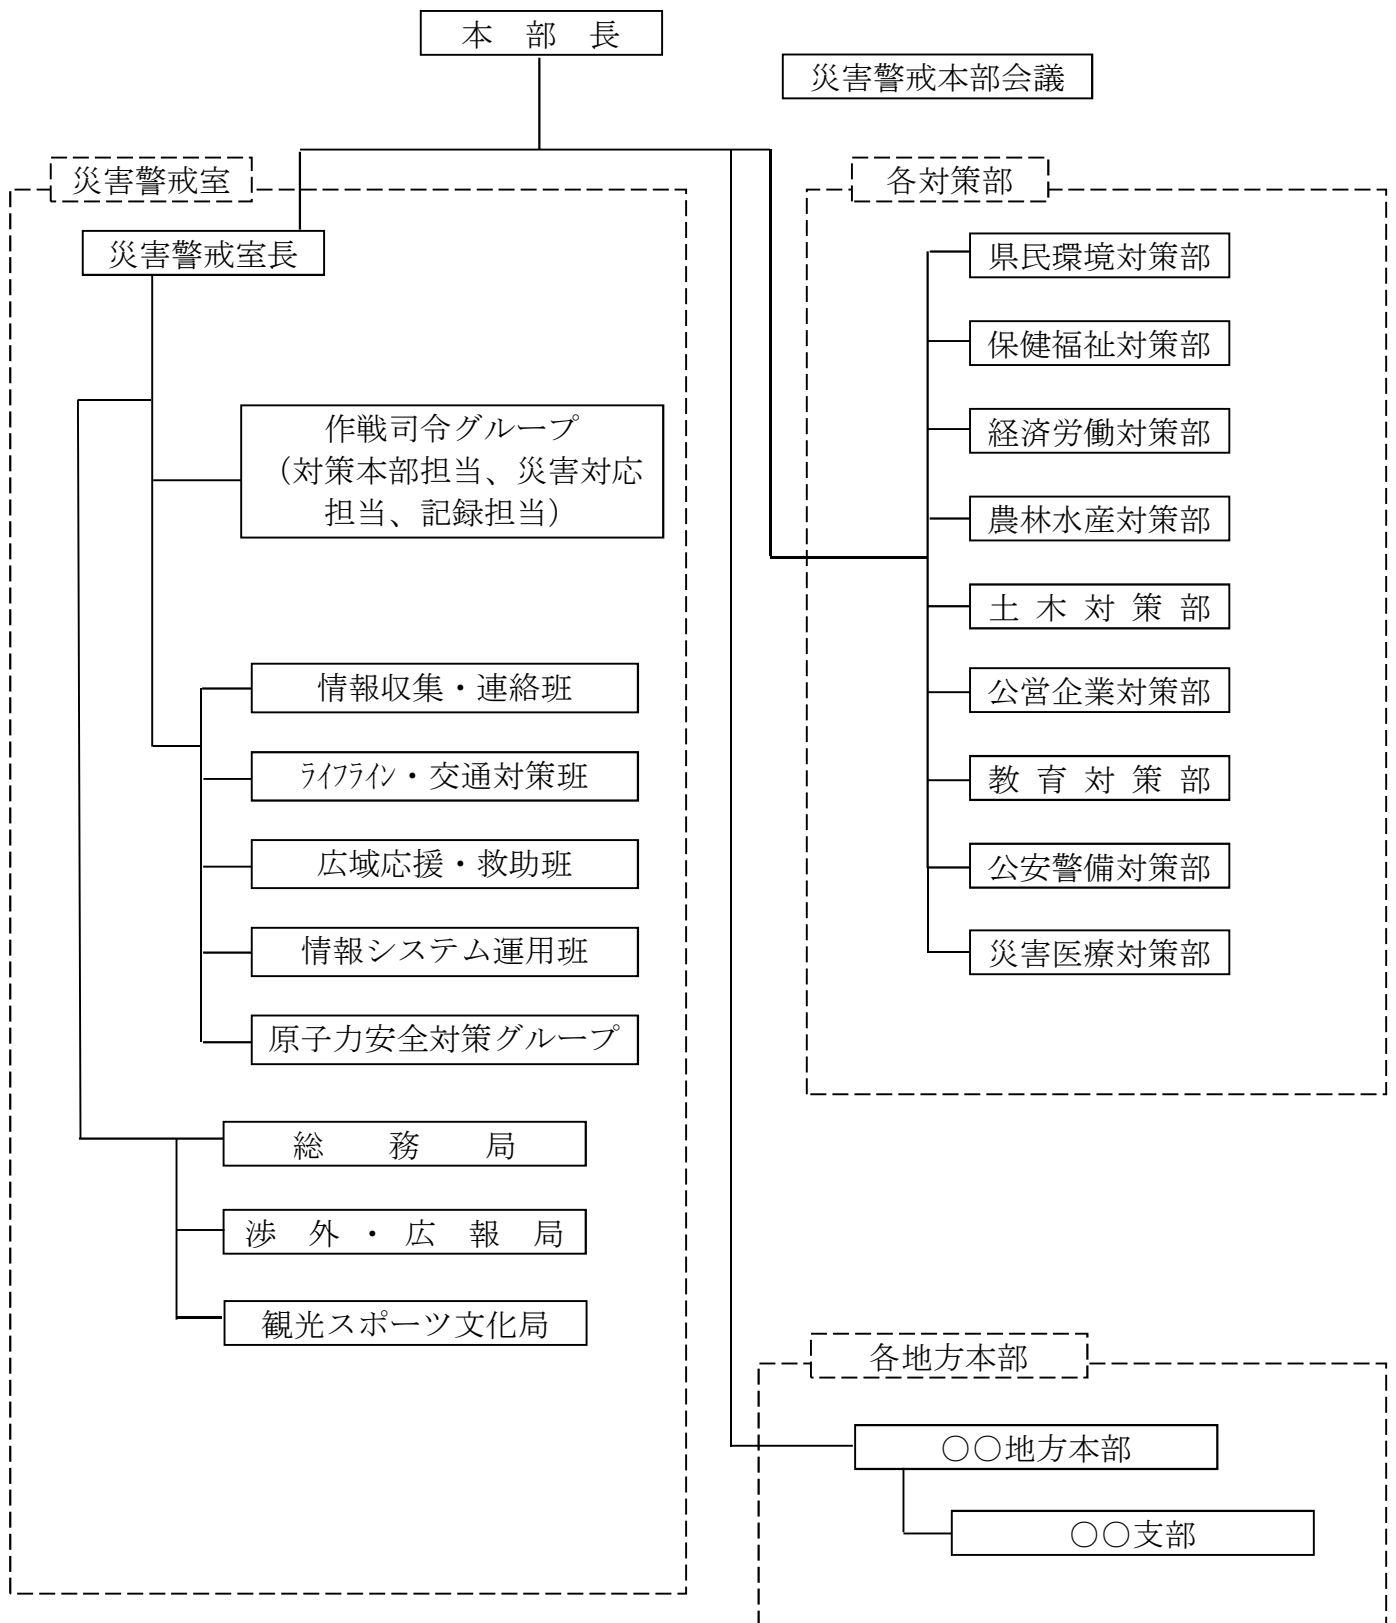 本部長
災害警戒本部会議
災害警戒室
災害警戒室長
作戦司令グループ
（対策本部担当、災害対応
担当、記録担当）
情報収集・連絡班
ﾗｲﾌﾗｲﾝ・交通対策班
広域応援・救助班
情報システム運用班
原子力安全対策グループ
総務局
渉外・広報局
観光スポーツ文化局
各対策部
県民環境対策部
保健福祉対策部
経済労働対策部
農林水産対策部
土木対策部
公営企業対策部
教育対策部
公安警備対策部
災害医療対策部
各地方本部
○○地方本部
○○支部